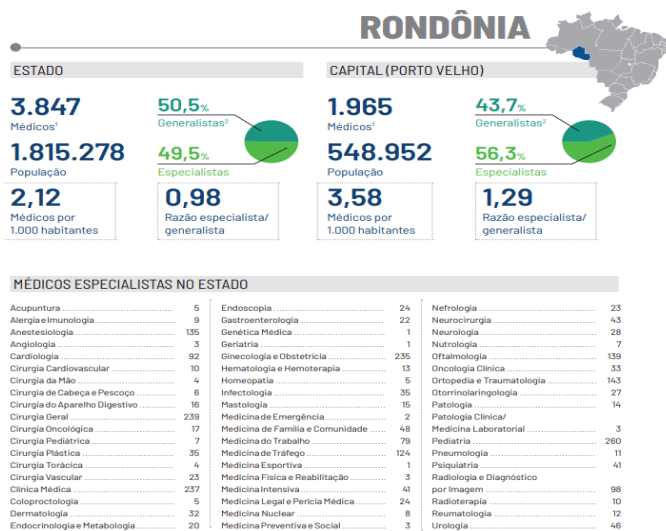 RONDÔNIA
ESTADO
3.847
Médicos¹
1.815.278
População
2,12
Médicos por
1.000 habitantes
50,5%
Generalistas²
49,5%
Especialistas
0,98
Razão especialista/
generalista
CAPITAL (PORTO VELHO)
1.965
Médicos¹
548.952
População
3,58
Médicos por
1.000 habitantes
43,7%
Generalistas²
56,3%
Especialistas
1,29
Razão especialista/
generalista
MÉDICOS ESPECIALISTAS NO ESTADO
Acupuntura 5
Alergia e Imunologia 9
Anestesiologia 135
Angiologia 3
Cardiologia 92
Cirurgia Cardiovascular 10
Cirurgia da Mão 4
Cirurgia de Cabeça e Pescoço 6
Cirurgia do Aparelho Digestivo 16
Cirurgia Geral 239
Cirurgia Oncológica 17
Cirurgia Pediátrica 7
Cirurgia Plástica 35
Cirurgia Torácica 4
Cirurgia Vascular 23
Clínica Médica 237
Coloproctologia 5
Dermatologia 32
Endocrinologia e Metabologia 20
Endoscopia 24
Gastroenterologia 22
Genética Médica 1
Geriatria 1
Ginecologia e Obstetrícia 235
Hematologia e Hemoterapia 13
Homeopatia 5
Infectologia 35
Mastologia 15
Medicina de Emergência 2
Medicina de Família e Comunidade 48
Medicina do Trabalho 79
Medicina de Tráfego 124
Medicina Esportiva 1
Medicina Física e Reabilitação 3
Medicina Intensiva 41
Medicina Legal e Perícia Médica 24
Medicina Nuclear 8
Medicina Preventiva e Social 3
Nefrologia 23
Neurocirurgia 43
Neurologia 28
Nutrologia 7
Oftalmologia 139
Oncologia Clínica 33
Ortopedia e Traumatologia 143
Otorrinolaringologia 27
Patologia 14
Patologia Clínica/
Medicina Laboratorial 3
Pediatria 260
Pneumologia 11
Psiquiatria 41
Radiologia e Diagnóstico
por Imagem 98
Radioterapia 10
Reumatologia 12
Urologia 46